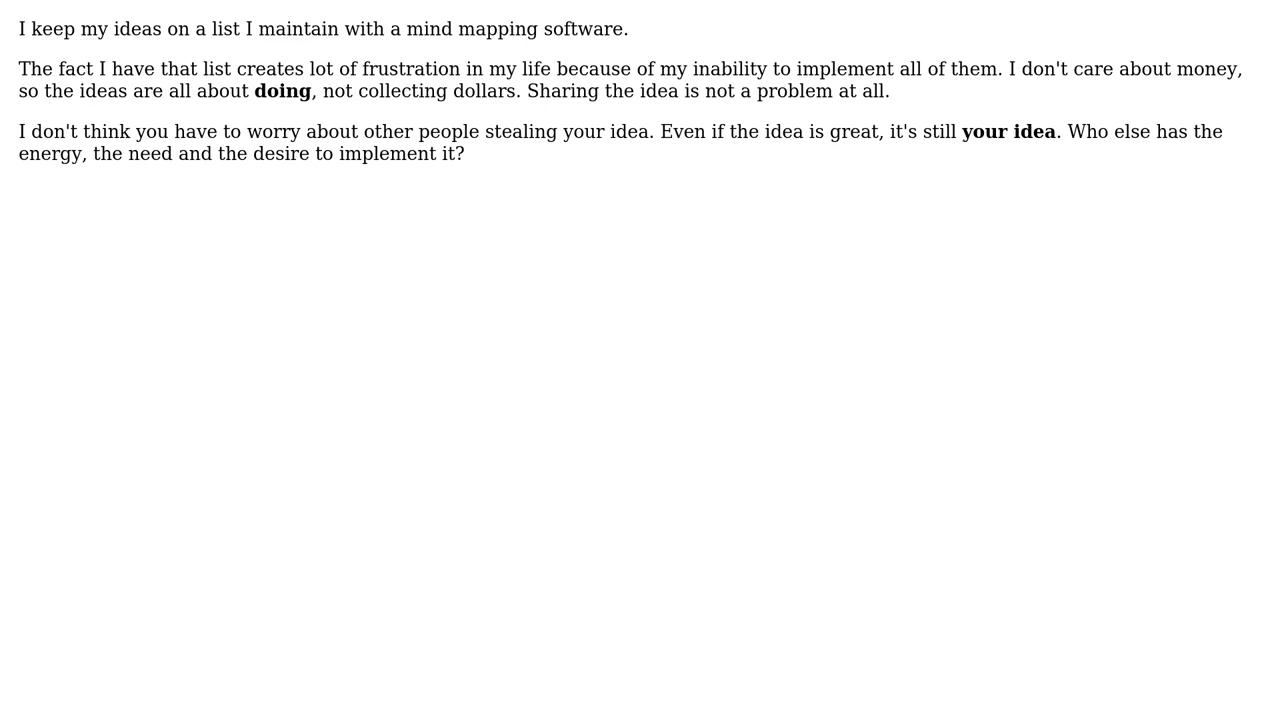 I keep my ideas on a list I maintain with a mind mapping software.
The fact I have that list creates lot of frustration in my life because of my inability to implement all of them. I don't care about money,
so the ideas are all about doing, not collecting dollars. Sharing the idea is not a problem at all.
I don't think you have to worry about other people stealing your idea. Even if the idea is great, it's still your idea. Who else has the
energy, the need and the desire to implement it?